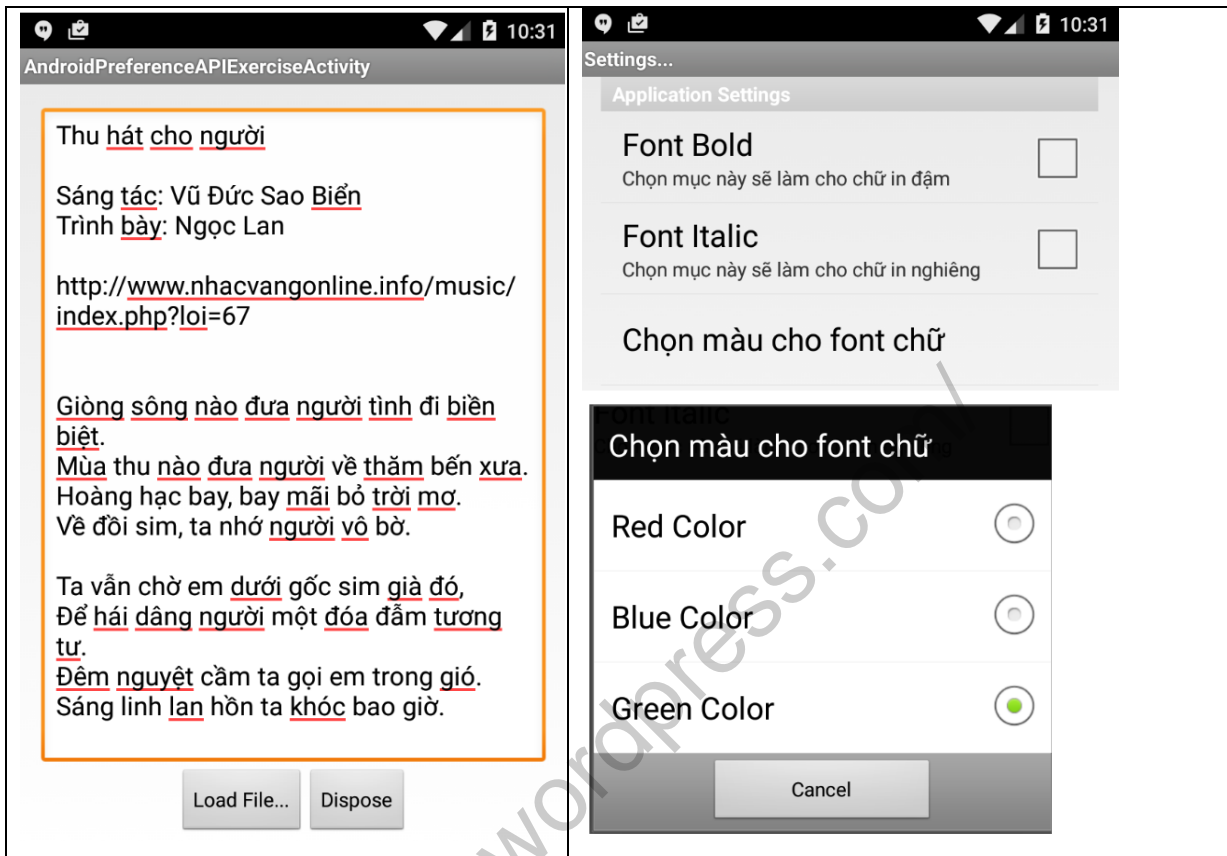 10:31
AndroidPreferenceAPIExerciseActivity
Thu hát cho người
Sáng tác: Vũ Đức Sao Biển
Trình bày: Ngọc Lan
http://www.nhacvangonline.info/music/
index.php?loi=67
Giòng sông nào đưa người tình đi biền
biệt.
Mùa thu nào đưa người về thăm bến xưa.
Hoàng hạc bay, bay mãi bỏ trời mơ.
Về đồi sim, ta nhớ người vô bờ.
Ta vẫn chờ em dưới gốc sim già đó,
Để hái dâng người một đóa đẫm tương
tư.
Đêm nguyệt cầm ta gọi em trong gió.
Sáng linh lan hồn ta khóc bao giờ.
Load File... Dispose
10:31
Settings...
Application Settings
Font Bold
Chọn mục này sẽ làm cho chữ in đậm
Font Italic
Chọn mục này sẽ làm cho chữ in nghiêng
Chọn màu cho font chữ
Font Italic
Chọn màu cho font chữ
Red Color
Blue Color
Green Color
Cancel
wordpress.com/